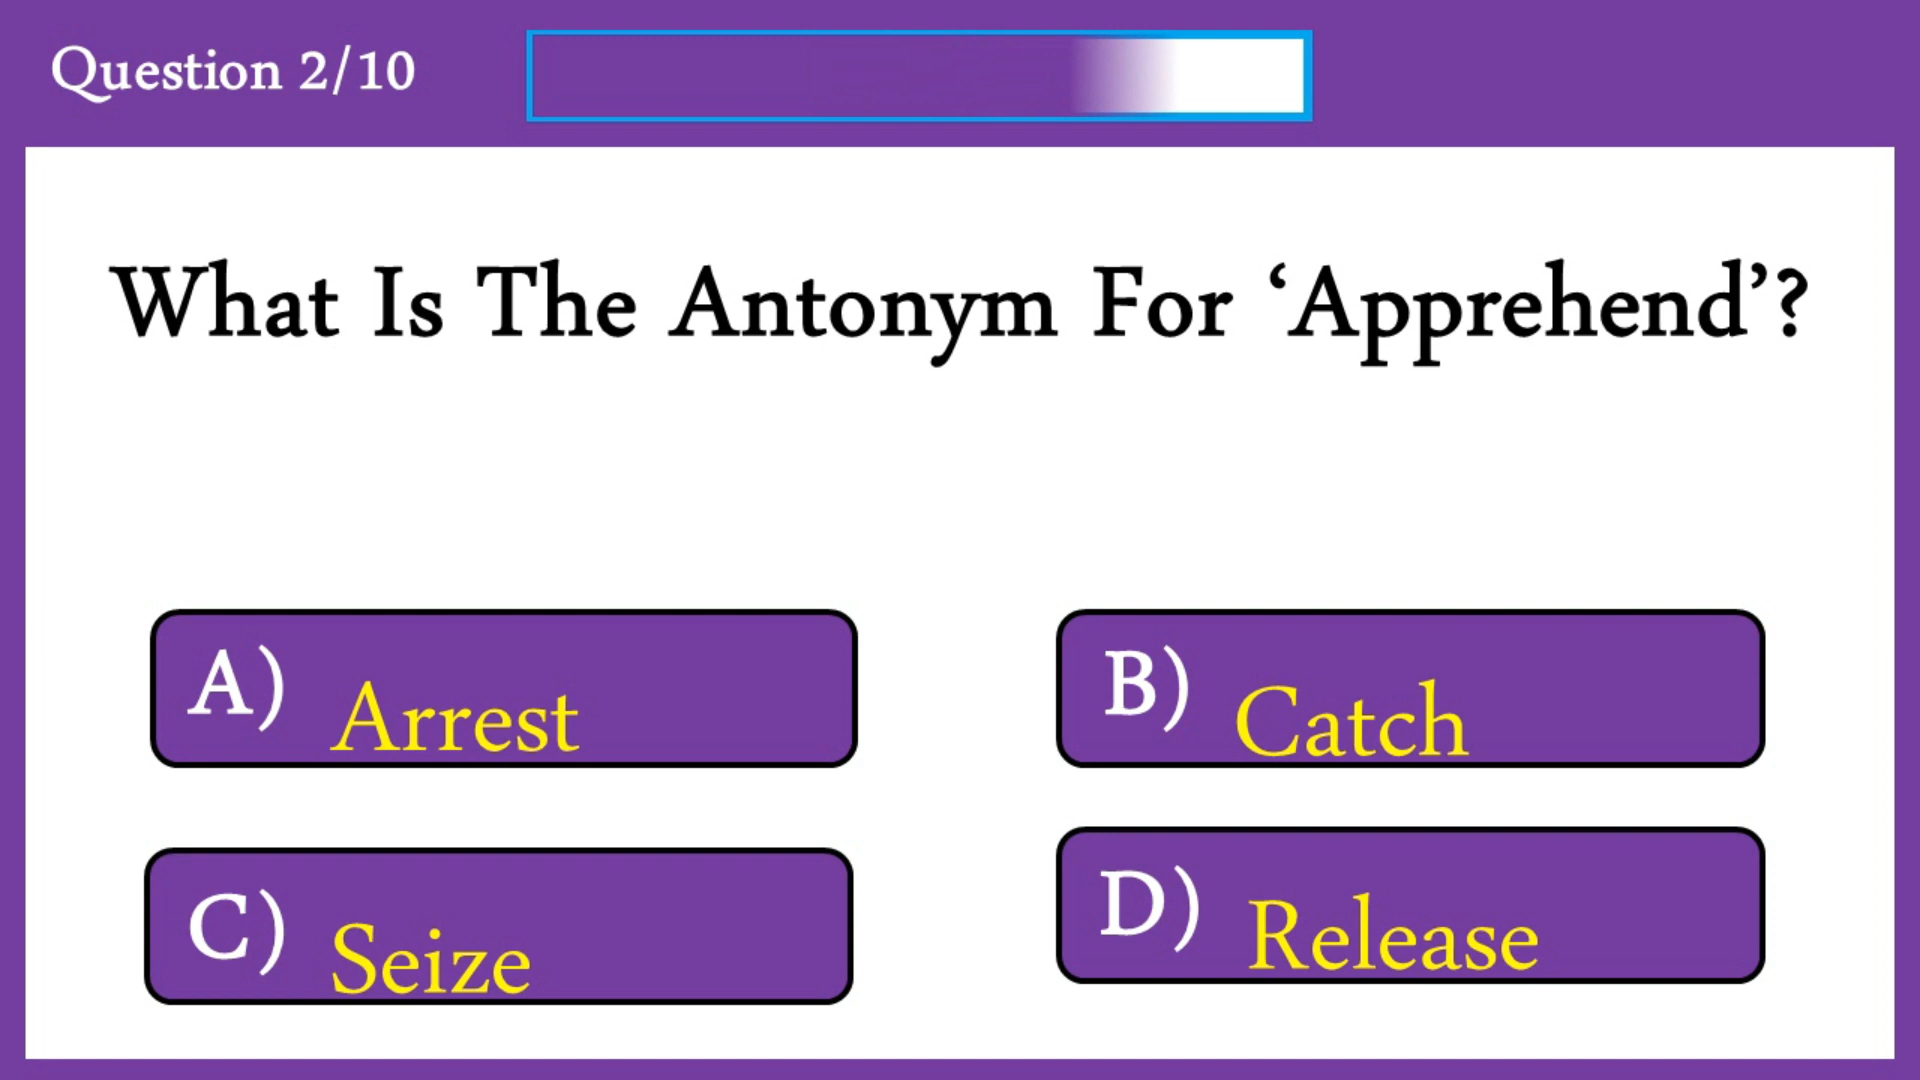 Question 2/10
What Is The Antonym For ‘Apprehend’?
A) Arrest
B) Catch
C) Seize
D) Release